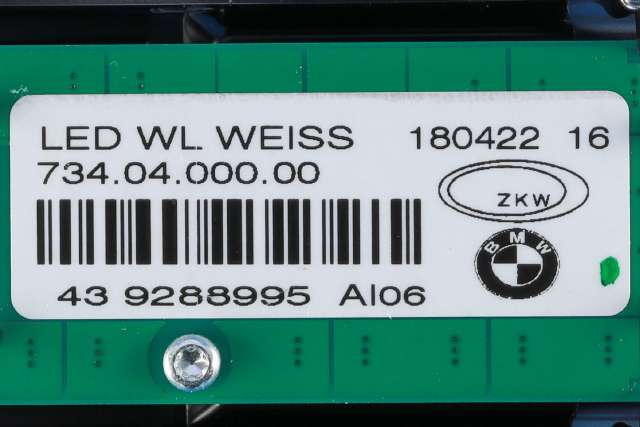 LED WL WEISS 180422 16
734.04.000.00
ZKW
BMW
43 9288995 AI06